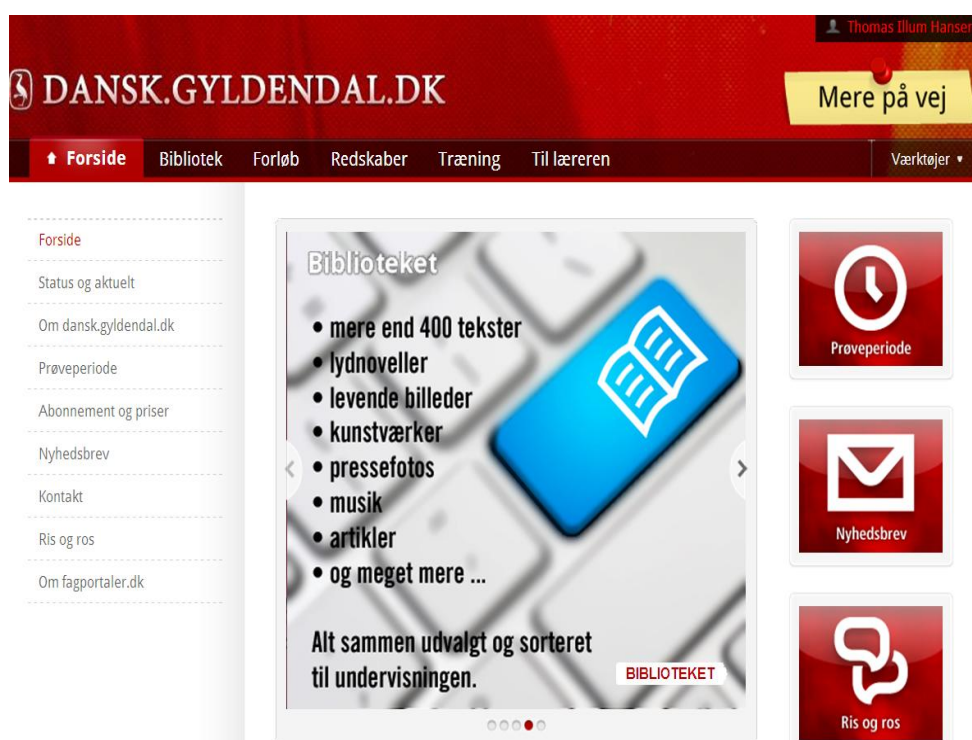 Thomas Illum Hansen
DANSK.GYLDENDAL.DK
Mere på vej
Forside Bibliotek Forløb Redskaber Træning Til læreren Værktøjer
Forside
Status og aktuelt
Om dansk.gyldendal.dk
Prøveperiode
Abonnement og priser
Nyhedsbrev
Kontakt
Ris og ros
Om fagportaler.dk
Biblioteket
• mere end 400 tekster
• lydnoveller
• levende billeder
• kunstværker
• pressefotos
• musik
• artikler
• og meget mere ...
Alt sammen udvalgt og sorteret
til undervisningen.
BIBLIOTEKET
Prøveperiode
Nyhedsbrev
Ris og ros